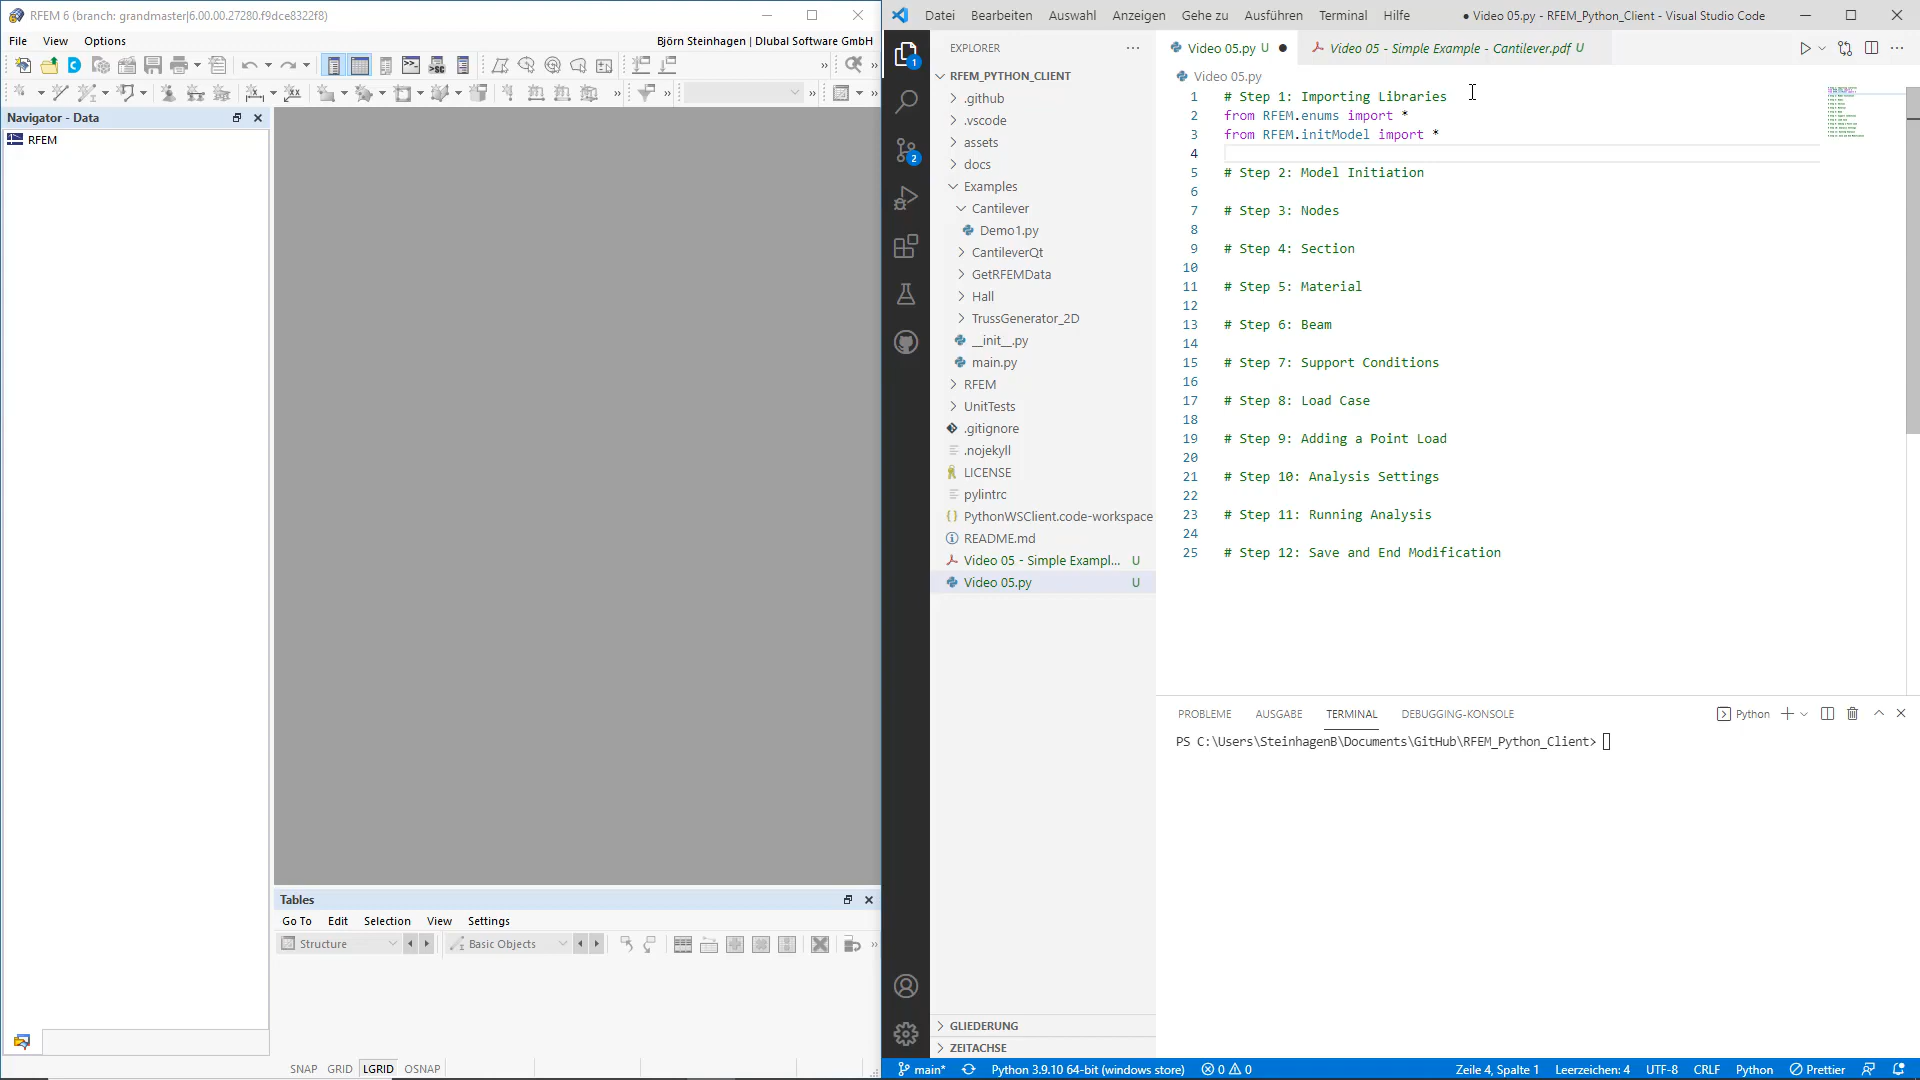 RFEM 6 (branch: grandmaster|6.00.00.27280.f9dce8322f8)
File View Options
Björn Steinhagen | Dlubal Software GmbH
Navigator - Data
RFEM
Tables
Go To Edit Selection View Settings
Structure
Basic Objects
SNAP GRID LGRID OSNAP
Datei Bearbeiten Auswahl Anzeigen Gehe zu Ausführen Terminal Hilfe
● Video 05.py - RFEM_Python_Client - Visual Studio Code
EXPLORER
RFEM_PYTHON_CLIENT
.github
.vscode
assets
docs
Examples
Cantilever
Demo1.py
CantileverQt
GetRFEMData
Hall
TrussGenerator_2D
__init__.py
main.py
RFEM
UnitTests
.gitignore
.nojekyll
LICENSE
pylintrc
PythonWSClient.code-workspace
README.md
Video 05 - Simple Exampl... U
Video 05.py U
GLIEDERUNG
ZEITACHSE
1
2
Video 05.py U ●
Video 05 - Simple Example - Cantilever.pdf U
Video 05.py
1 # Step 1: Importing Libraries
2 from RFEM.enums import *
3 from RFEM.initModel import *
4
5 # Step 2: Model Initiation
6
7 # Step 3: Nodes
8
9 # Step 4: Section
10
11 # Step 5: Material
12
13 # Step 6: Beam
14
15 # Step 7: Support Conditions
16
17 # Step 8: Load Case
18
19 # Step 9: Adding a Point Load
20
21 # Step 10: Analysis Settings
22
23 # Step 11: Running Analysis
24
25 # Step 12: Save and End Modification
PROBLEME AUSGABE TERMINAL DEBUGGING-KONSOLE
Python
PS C:\Users\SteinhagenB\Documents\GitHub\RFEM_Python_Client>
main* Python 3.9.10 64-bit (windows store) 0 0
Zeile 4, Spalte 1 Leerzeichen: 4 UTF-8 CRLF Python Prettier